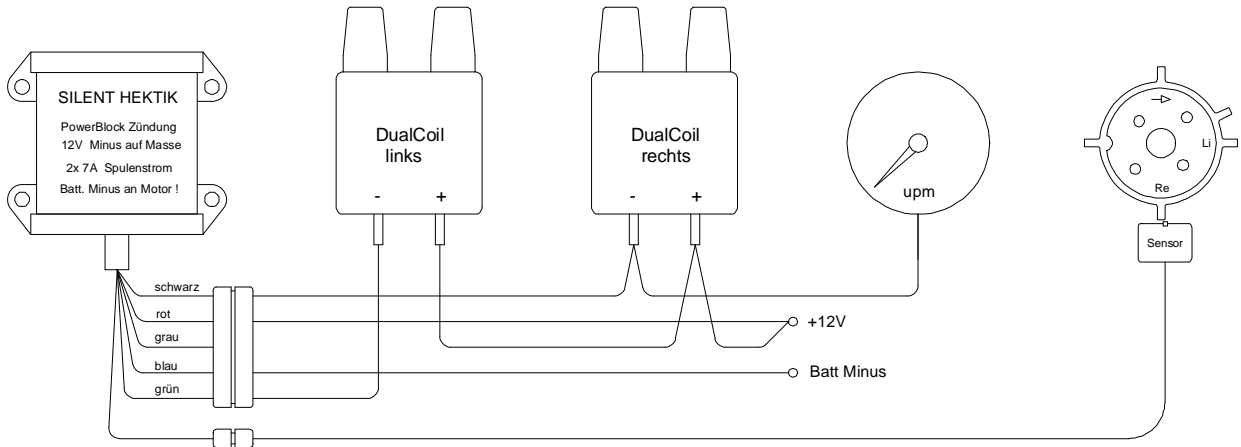 SILENT HEKTIK
PowerBlock Zündung
12V Minus auf Masse
2x 7A Spulenstrom
Batt. Minus an Motor !
DualCoil
links
- +
DualCoil
rechts
- +
upm
Li
Re
Sensor
schwarz
rot
grau
blau
grün
+12V
Batt Minus